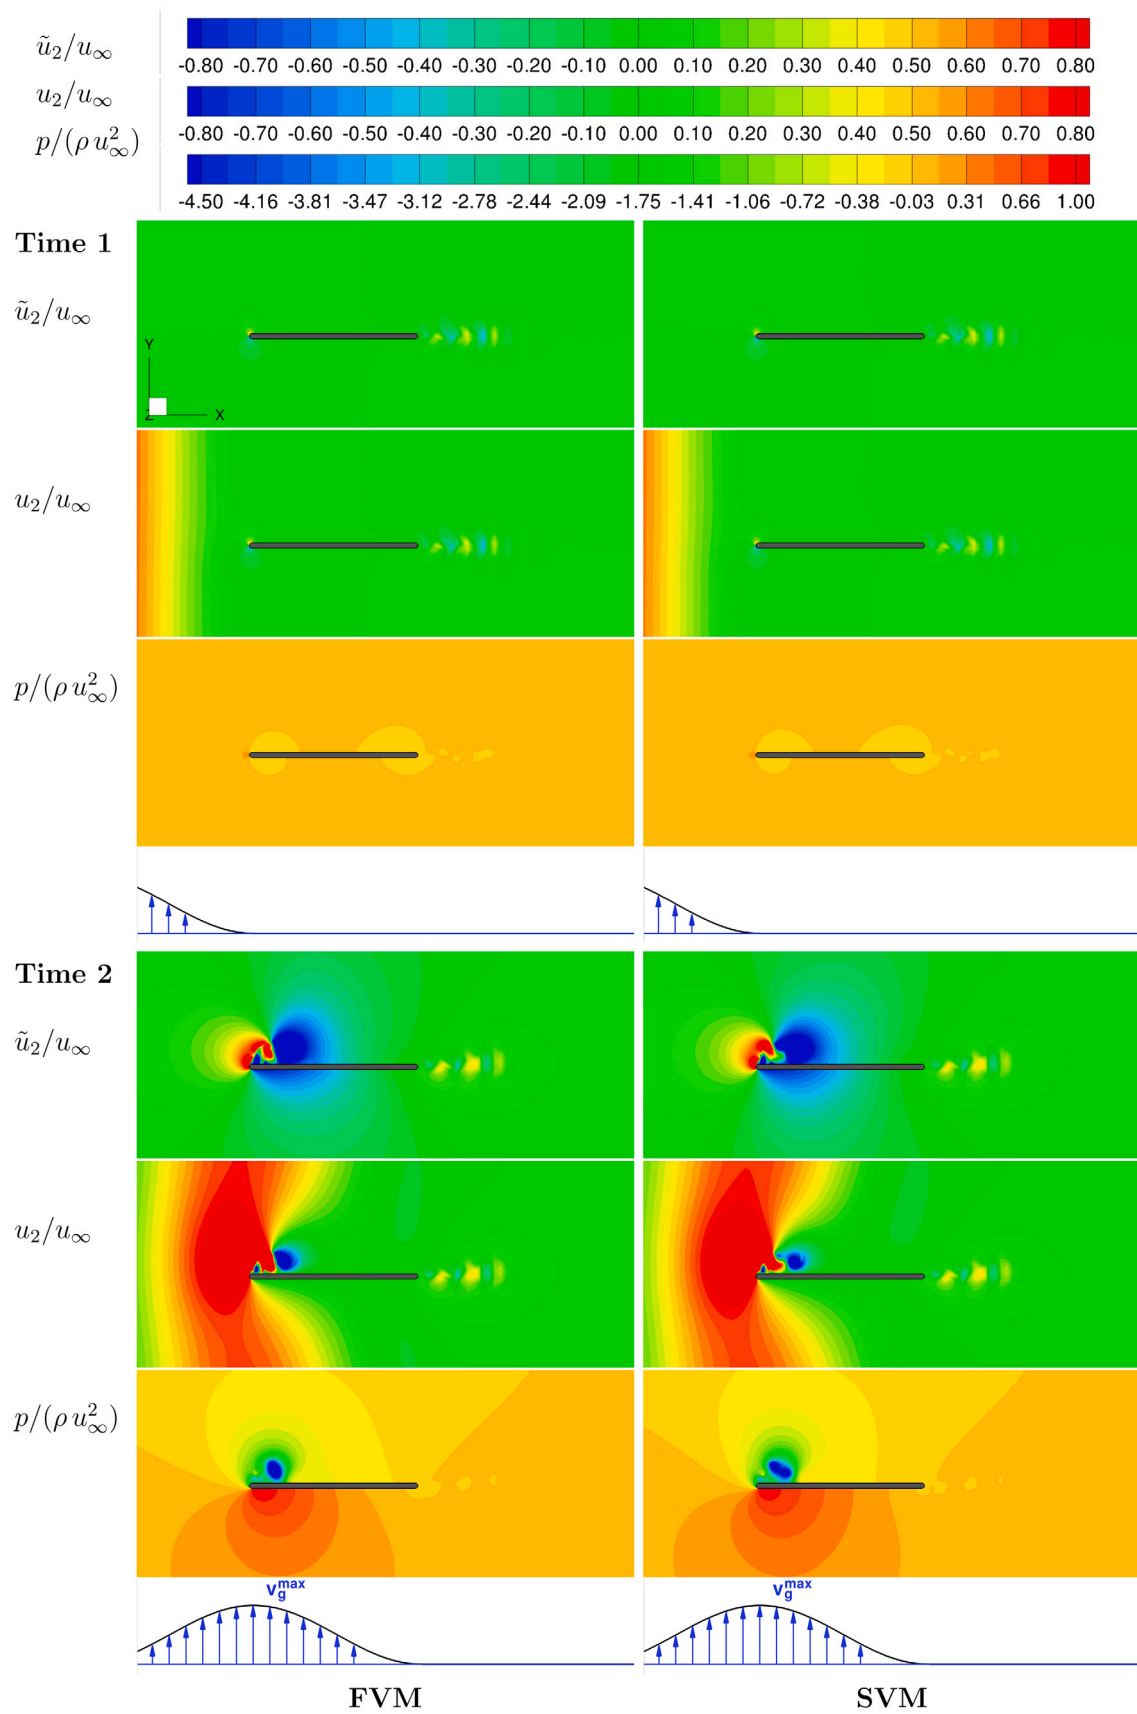 ũ₂/u∞
-0.80 -0.70 -0.60 -0.50 -0.40 -0.30 -0.20 -0.10 0.00 0.10 0.20 0.30 0.40 0.50 0.60 0.70 0.80
u₂/u∞
-0.80 -0.70 -0.60 -0.50 -0.40 -0.30 -0.20 -0.10 0.00 0.10 0.20 0.30 0.40 0.50 0.60 0.70 0.80
p/(ρ u²∞)
-4.50 -4.16 -3.81 -3.47 -3.12 -2.78 -2.44 -2.09 -1.75 -1.41 -1.06 -0.72 -0.38 -0.03 0.31 0.66 1.00
Time 1
ũ₂/u∞
Y
Z X
u₂/u∞
p/(ρ u²∞)
Time 2
ũ₂/u∞
u₂/u∞
p/(ρ u²∞)
v_g^max v_g^max
FVM SVM